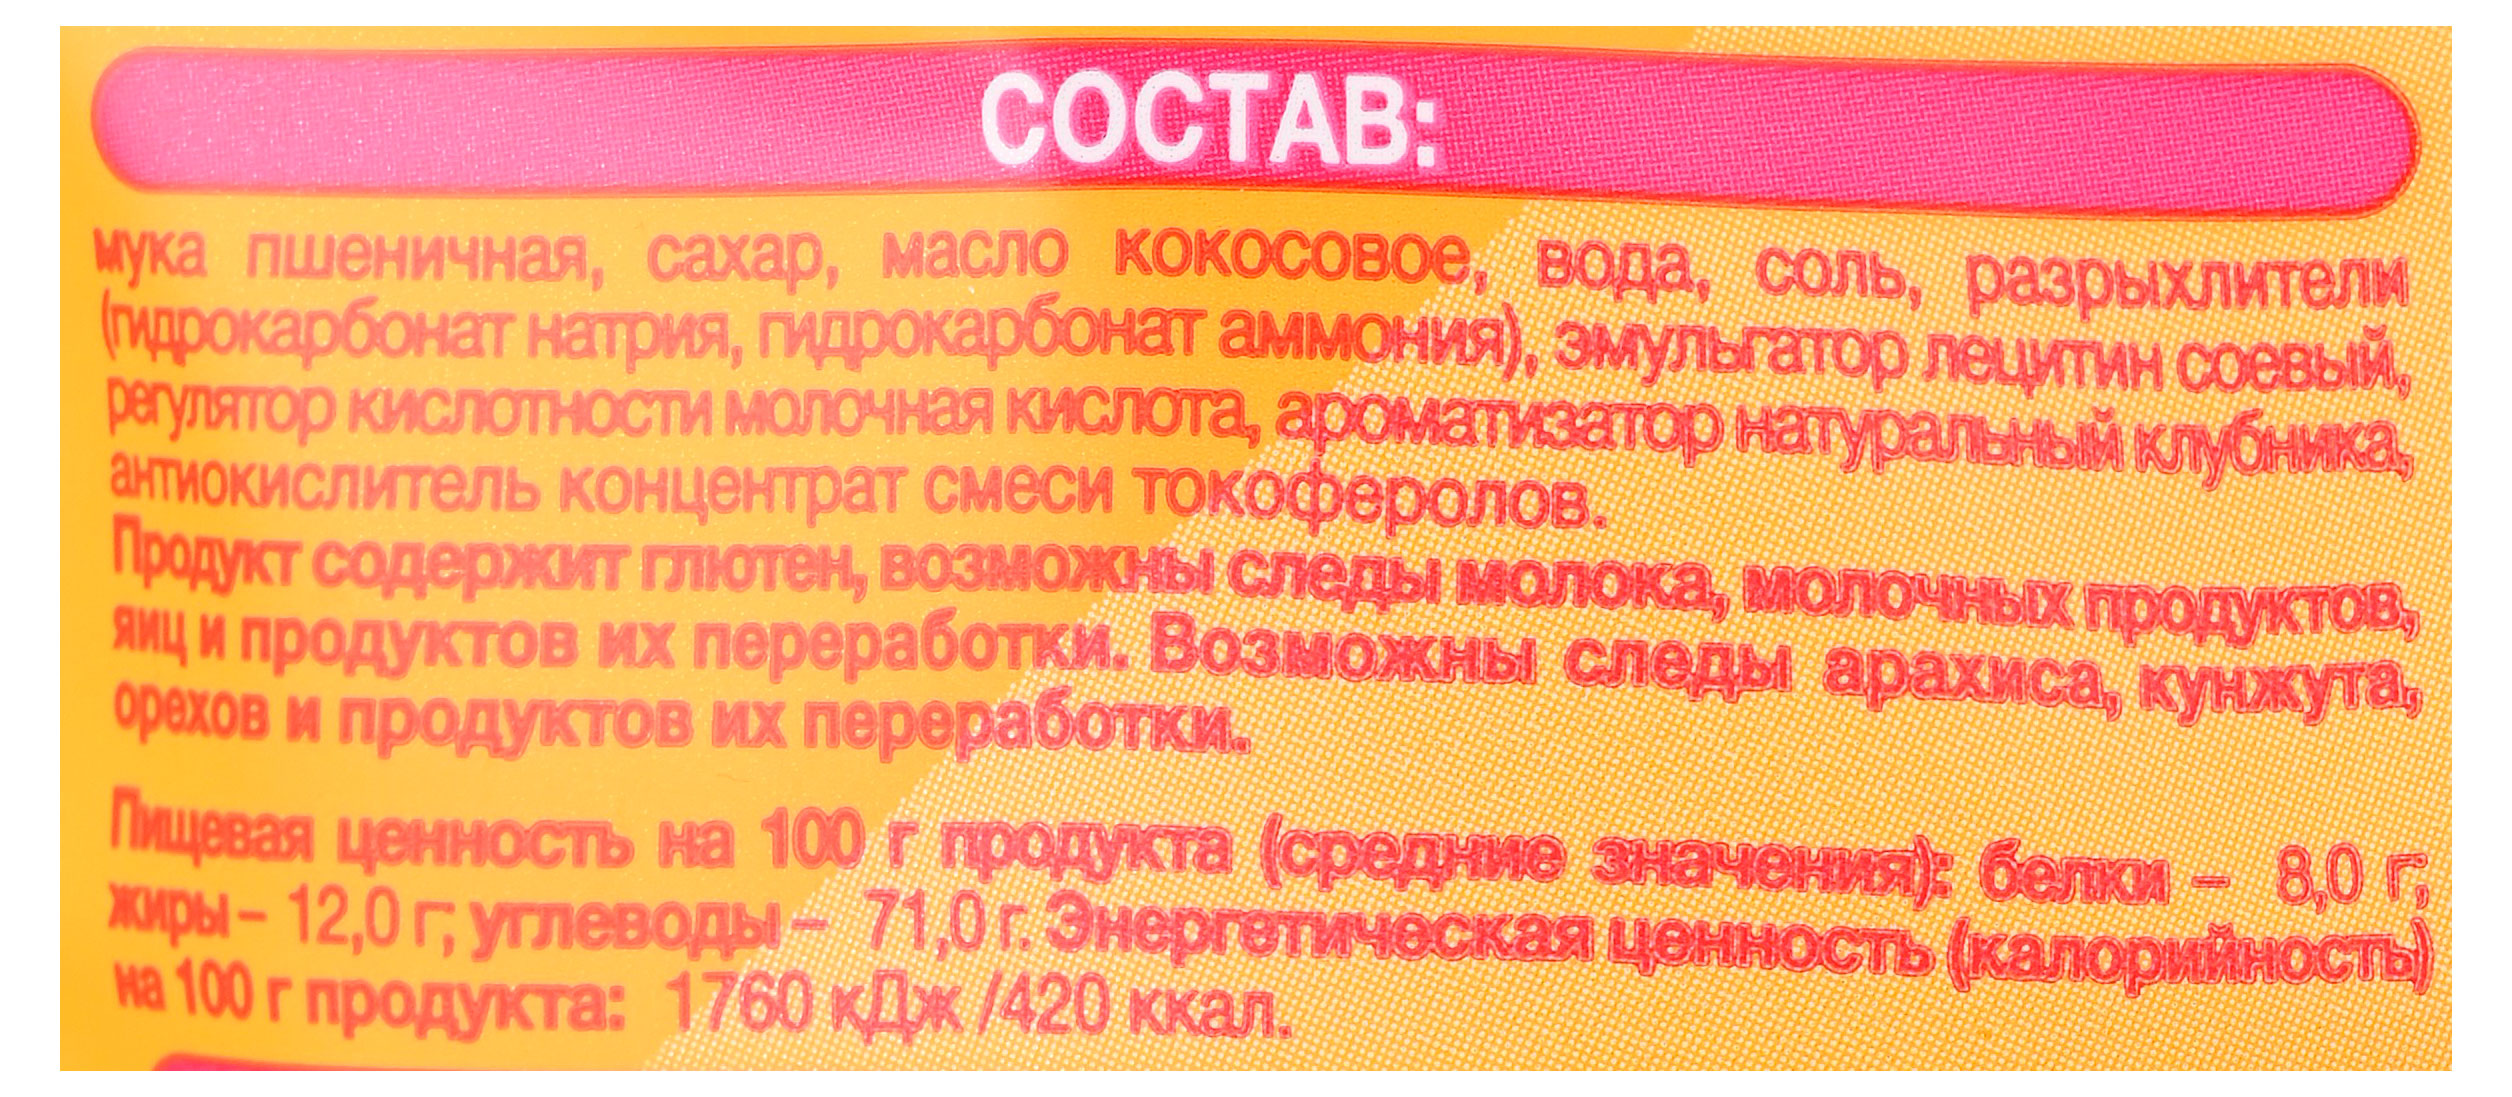 СОСТАВ:
мука пшеничная, сахар, масло кокосовое, вода, соль, разрыхлители
(гидрокарбонат натрия, гидрокарбонат аммония), эмульгатор лецитин соевый,
регулятор кислотности молочная кислота, ароматизатор натуральный клубника,
антиокислитель концентрат смеси токоферолов.
Продукт содержит глютен, возможны следы молока, молочных продуктов,
яиц и продуктов их переработки. Возможны следы арахиса, кунжута,
орехов и продуктов их переработки.
Пищевая ценность на 100 г продукта (средние значения): белки – 8,0 г;
жиры – 12,0 г; углеводы – 71,0 г. Энергетическая ценность (калорийность)
на 100 г продукта: 1760 кДж /420 ккал.